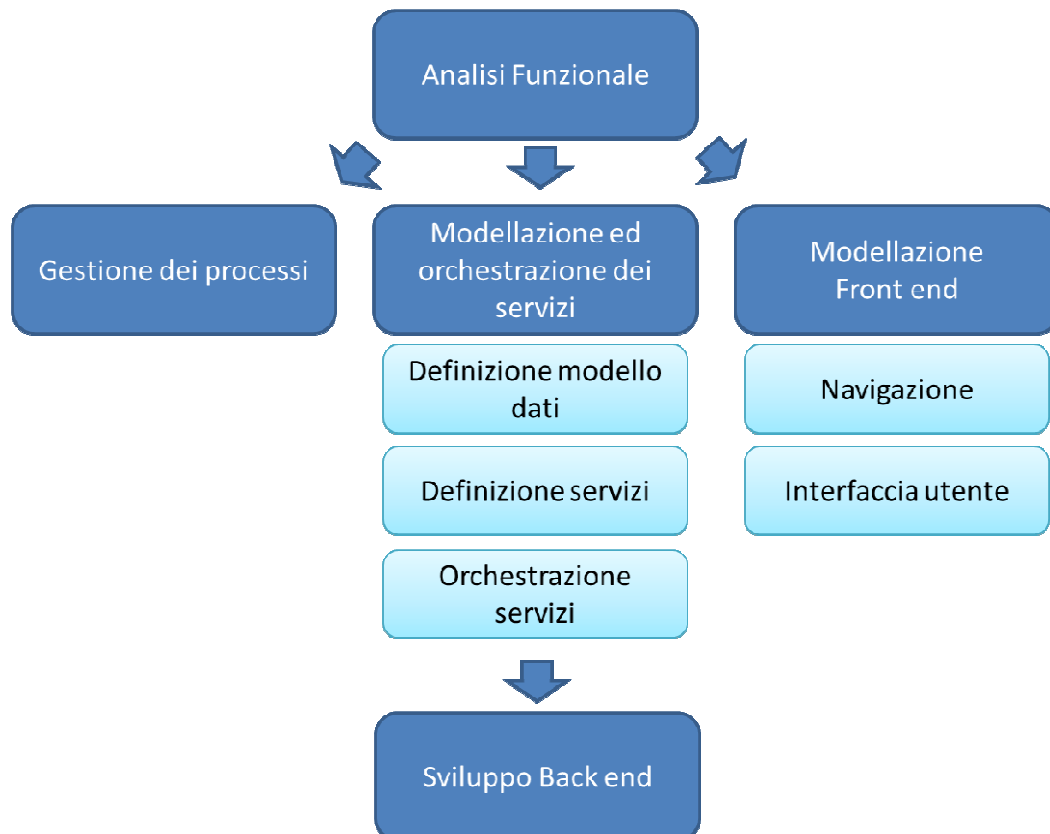 Analisi Funzionale
Gestione dei processi
Modellazione ed
orchestrazione dei
servizi
Modellazione
Front end
Definizione modello
dati
Navigazione
Definizione servizi
Interfaccia utente
Orchestrazione
servizi
Sviluppo Back end